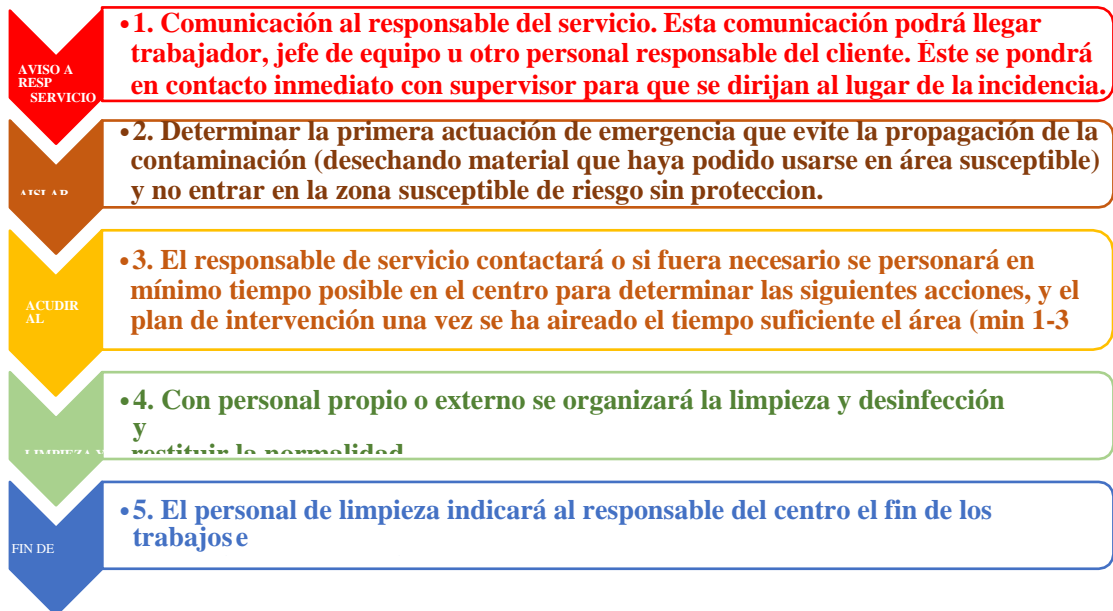 AVISO A
RESP
SERVICIO
•1. Comunicación al responsable del servicio. Esta comunicación podrá llegar
trabajador, jefe de equipo u otro personal responsable del cliente. Éste se pondrá
en contacto inmediato con supervisor para que se dirijan al lugar de la incidencia.
AISLAR
•2. Determinar la primera actuación de emergencia que evite la propagación de la
contaminación (desechando material que haya podido usarse en área susceptible)
y no entrar en la zona susceptible de riesgo sin proteccion.
ACUDIR
AL
•3. El responsable de servicio contactará o si fuera necesario se personará en
mínimo tiempo posible en el centro para determinar las siguientes acciones, y el
plan de intervención una vez se ha aireado el tiempo suficiente el área (min 1-3
LIMPIEZA Y
•4. Con personal propio o externo se organizará la limpieza y desinfección
y
restituir la normalidad
FIN DE
•5. El personal de limpieza indicará al responsable del centro el fin de los
trabajos e